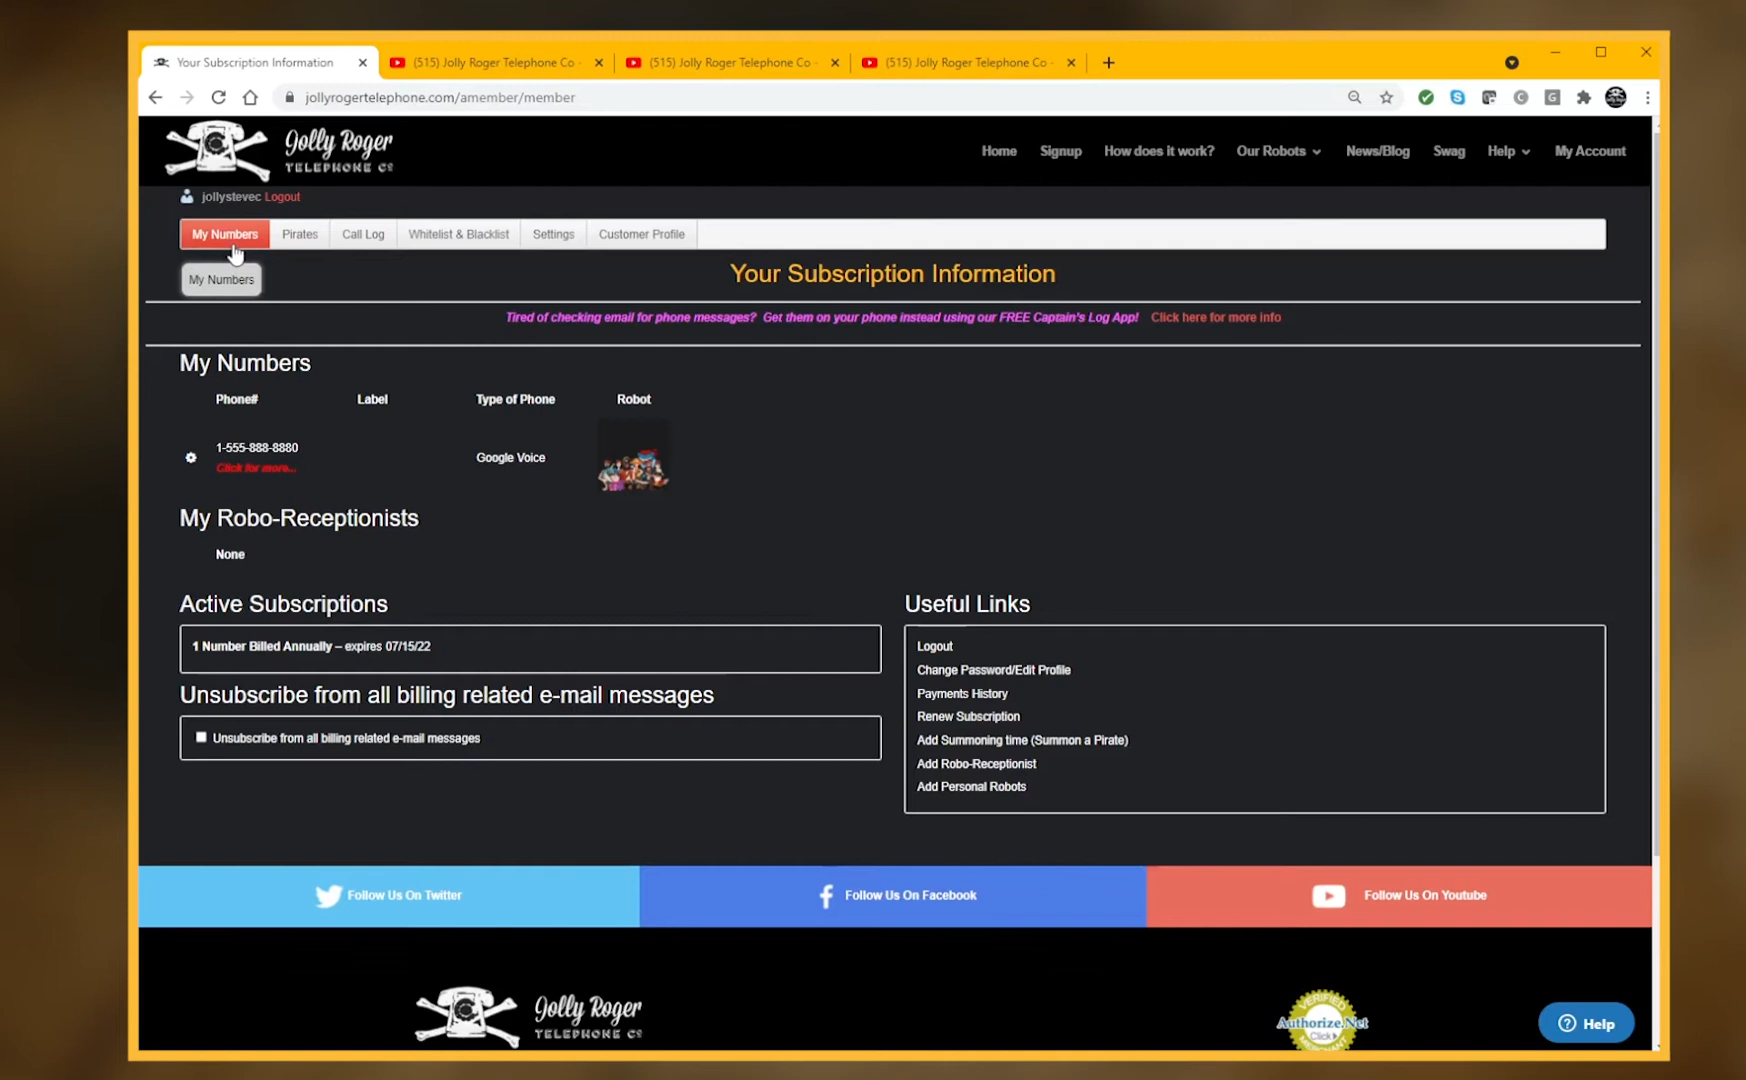 Your Subscription Information
(515) Jolly Roger Telephone Co -
(515) Jolly Roger Telephone Co -
(515) Jolly Roger Telephone Co -
jollyrogertelephone.com/amember/member
Jolly Roger
TELEPHONE CO
Home
Signup
How does it work?
Our Robots
News/Blog
Swag
Help
My Account
jollystevec Logout
My Numbers
Pirates
Call Log
Whitelist & Blacklist
Settings
Customer Profile
My Numbers
Your Subscription Information
Tired of checking email for phone messages? Get them on your phone instead using our FREE Captain's Log App! Click here for more info
My Numbers
Phone# Label Type of Phone Robot
1-555-888-8880
Click for more...
Google Voice
My Robo-Receptionists
None
Active Subscriptions
1 Number Billed Annually – expires 07/15/22
Unsubscribe from all billing related e-mail messages
Unsubscribe from all billing related e-mail messages
Useful Links
Logout
Change Password/Edit Profile
Payments History
Renew Subscription
Add Summoning time (Summon a Pirate)
Add Robo-Receptionist
Add Personal Robots
Follow Us On Twitter
Follow Us On Facebook
Follow Us On Youtube
Jolly Roger
TELEPHONE CO
VERIFIED
Authorize.Net
Click
MERCHANT
Help